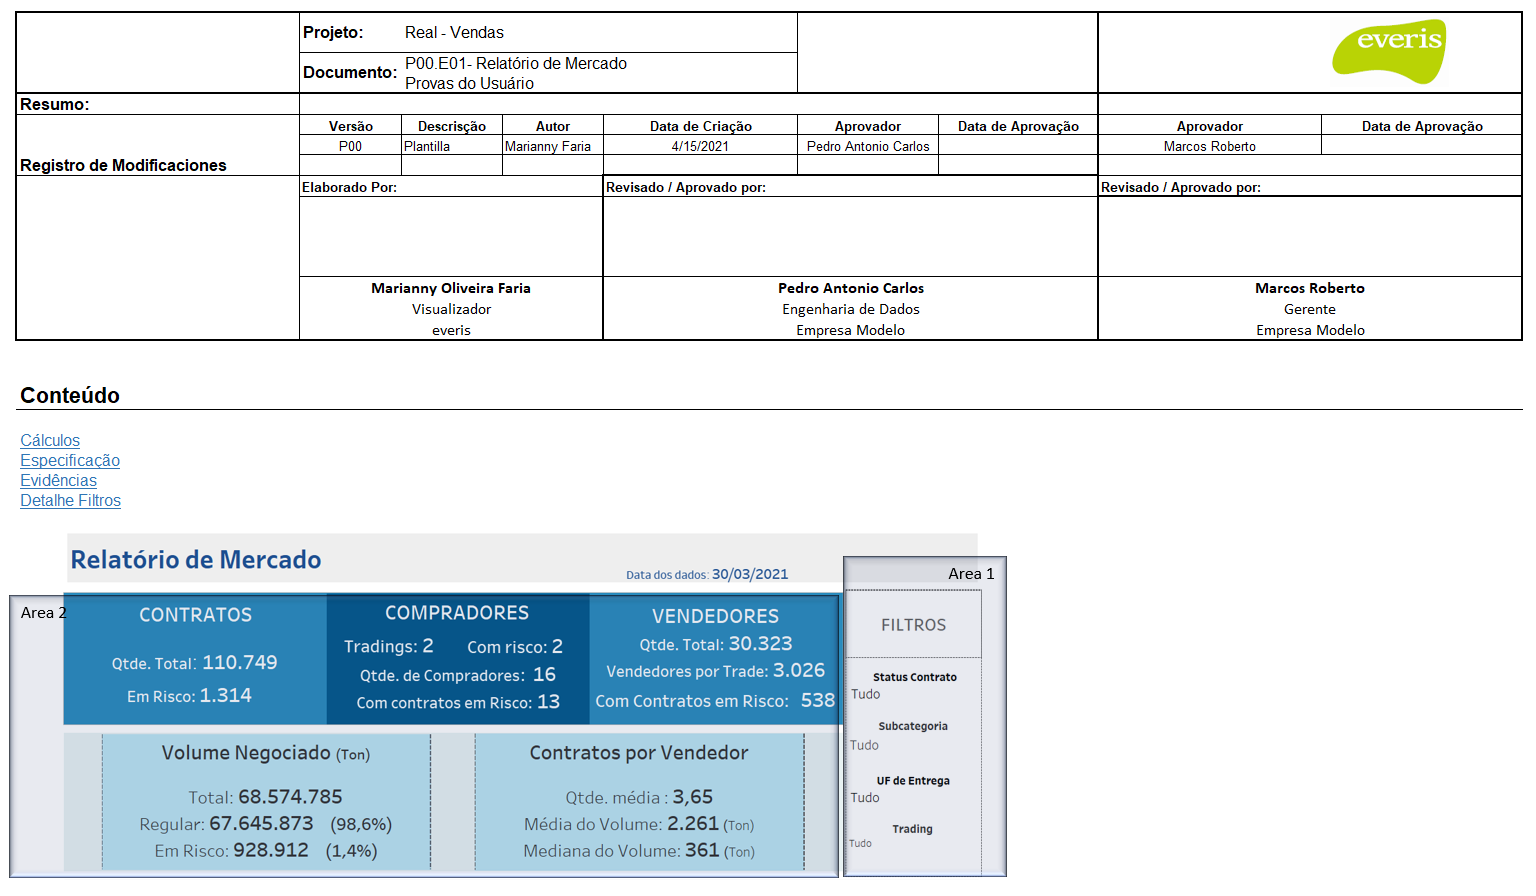 Projeto: Real - Vendas
everis
Documento: P00.E01- Relatório de Mercado
Provas do Usuário
Resumo:
Versão Descrisção Autor Data de Criação Aprovador Data de Aprovação Aprovador Data de Aprovação
P00 Plantilla Marianny Faria 4/15/2021 Pedro Antonio Carlos Marcos Roberto
Registro de Modificaciones
Elaborado Por: Revisado / Aprovado por: Revisado / Aprovado por:
Marianny Oliveira Faria Pedro Antonio Carlos Marcos Roberto
Visualizador Engenharia de Dados Gerente
everis Empresa Modelo Empresa Modelo
Conteúdo
Cálculos
Especificação
Evidências
Detalhe Filtros
Relatório de Mercado
Data dos dados: 30/03/2021
Area 1
Area 2
CONTRATOS
Qtde. Total: 110.749
Em Risco: 1.314
COMPRADORES
Tradings: 2 Com risco: 2
Qtde. de Compradores: 16
Com contratos em Risco: 13
VENDEDORES
Qtde. Total: 30.323
Vendedores por Trade: 3.026
Com Contratos em Risco: 538
Volume Negociado (Ton)
Total: 68.574.785
Regular: 67.645.873 (98,6%)
Em Risco: 928.912 (1,4%)
Contratos por Vendedor
Qtde. média : 3,65
Média do Volume: 2.261 (Ton)
Mediana do Volume: 361 (Ton)
FILTROS
Status Contrato
Tudo
Subcategoria
Tudo
UF de Entrega
Tudo
Trading
Tudo